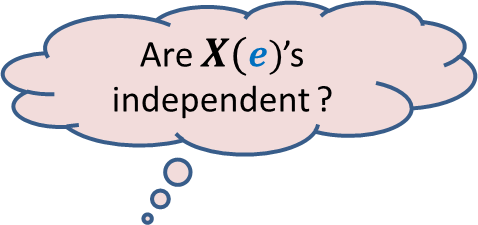 Are X(e)’s
independent ?